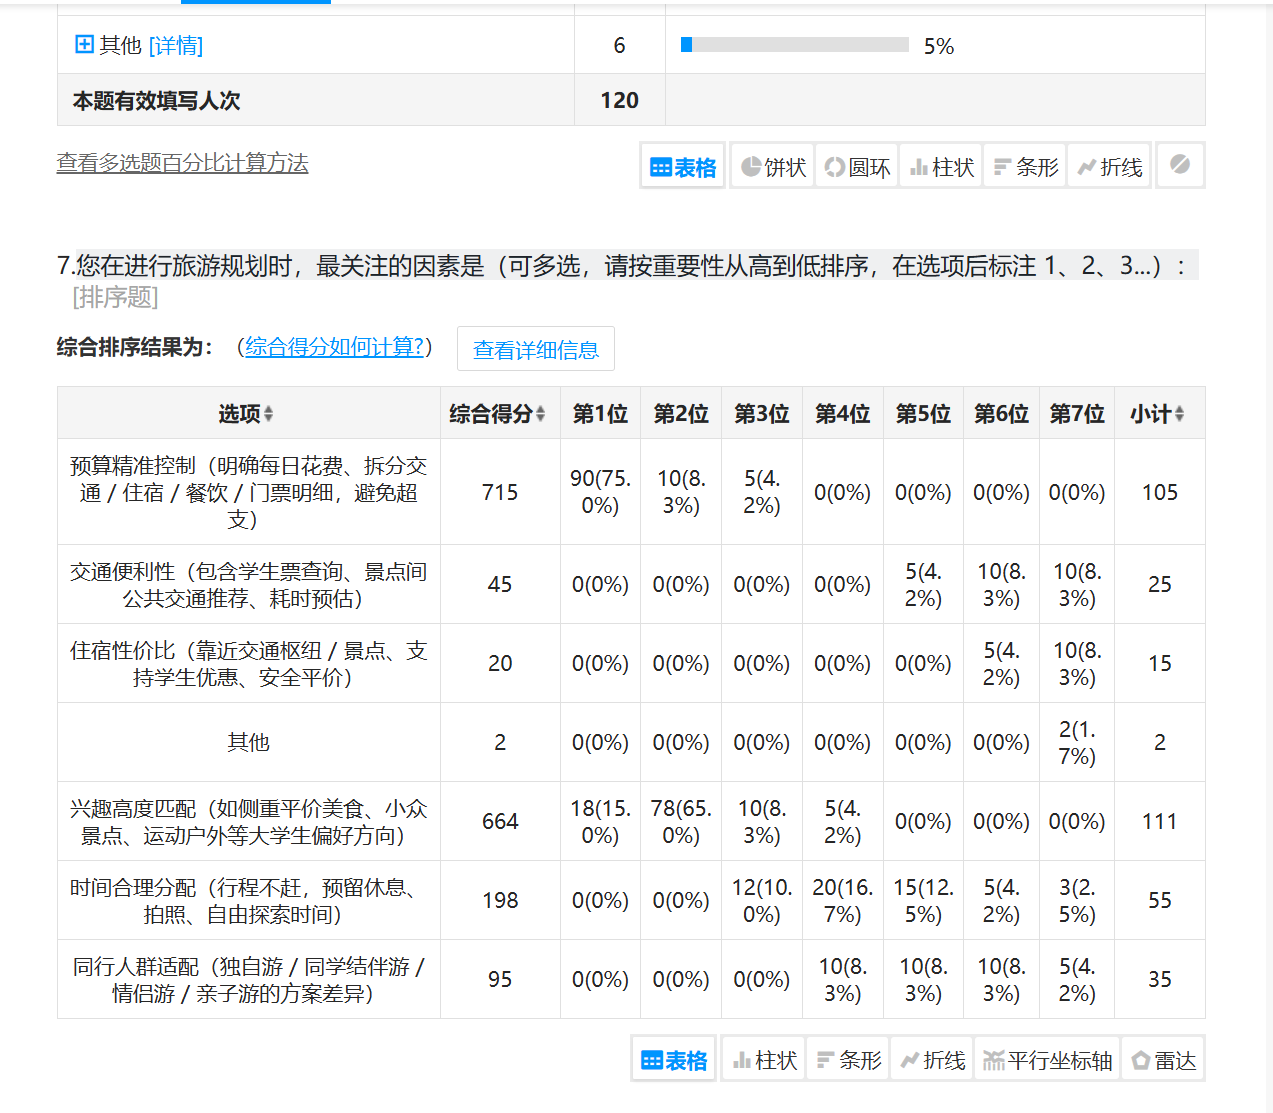 其他 [详情] 6 5%
本题有效填写人次 120
查看多选题百分比计算方法
表格 饼状 圆环 柱状 条形 折线
7.您在进行旅游规划时，最关注的因素是（可多选，请按重要性从高到低排序，在选项后标注 1、2、3...）：
[排序题]
综合排序结果为：（综合得分如何计算?） 查看详细信息
选项 综合得分 第1位 第2位 第3位 第4位 第5位 第6位 第7位 小计
预算精准控制（明确每日花费、拆分交
通 / 住宿 / 餐饮 / 门票明细，避免超
支）
715
90(75.
0%)
10(8.
3%)
5(4.
2%)
0(0%) 0(0%) 0(0%) 0(0%) 105
交通便利性（包含学生票查询、景点间
公共交通推荐、耗时预估）
45 0(0%) 0(0%) 0(0%) 0(0%)
5(4.
2%)
10(8.
3%)
10(8.
3%)
25
住宿性价比（靠近交通枢纽 / 景点、支
持学生优惠、安全平价）
20 0(0%) 0(0%) 0(0%) 0(0%) 0(0%)
5(4.
2%)
10(8.
3%)
15
其他 2 0(0%) 0(0%) 0(0%) 0(0%) 0(0%) 0(0%)
2(1.
7%)
2
兴趣高度匹配（如侧重平价美食、小众
景点、运动户外等大学生偏好方向）
664
18(15.
0%)
78(65.
0%)
10(8.
3%)
5(4.
2%)
0(0%) 0(0%) 0(0%) 111
时间合理分配（行程不赶，预留休息、
拍照、自由探索时间）
198 0(0%) 0(0%)
12(10.
0%)
20(16.
7%)
15(12.
5%)
5(4.
2%)
3(2.
5%)
55
同行人群适配（独自游 / 同学结伴游 /
情侣游 / 亲子游的方案差异）
95 0(0%) 0(0%) 0(0%)
10(8.
3%)
10(8.
3%)
10(8.
3%)
5(4.
2%)
35
表格 柱状 条形 折线 平行坐标轴 雷达